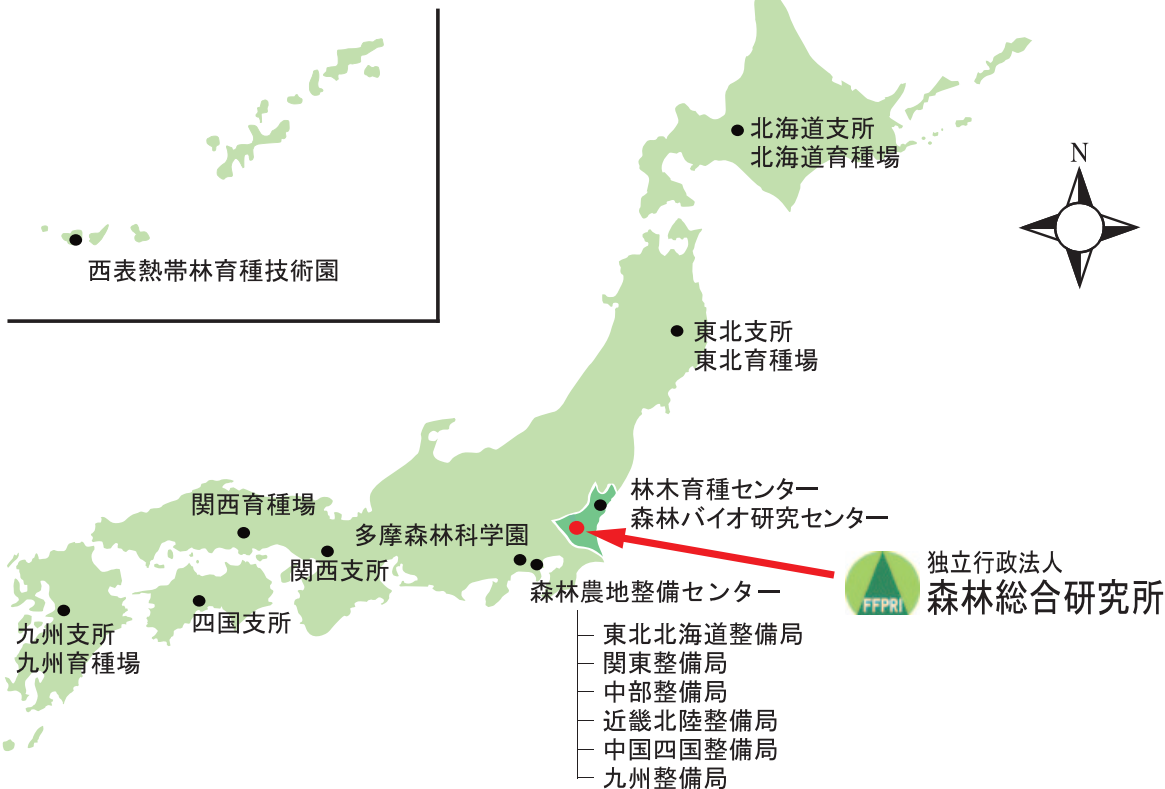 北海道支所
北海道育種場
N
西表熱帯林育種技術園
東北支所
東北育種場
林木育種センター
森林バイオ研究センター
関西育種場
多摩森林科学園
関西支所
独立行政法人
森林総合研究所
FFPRI
森林農地整備センター
四国支所
九州支所
九州育種場
東北北海道整備局
関東整備局
中部整備局
近畿北陸整備局
中国四国整備局
九州整備局